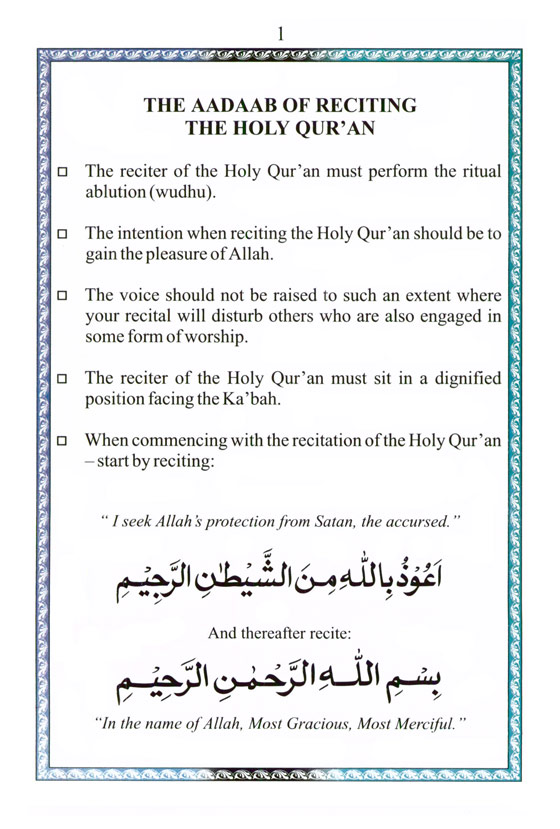 1
THE AADAAB OF RECITING
THE HOLY QUR'AN
The reciter of the Holy Qur'an must perform the ritual
ablution (wudhu).
The intention when reciting the Holy Qur'an should be to
gain the pleasure of Allah.
The voice should not be raised to such an extent where
your recital will disturb others who are also engaged in
some form of worship.
The reciter of the Holy Qur'an must sit in a dignified
position facing the Ka'bah.
When commencing with the recitation of the Holy Qur'an
– start by reciting:
“ I seek Allah's protection from Satan, the accursed.”
اَعُوْذُ بِاللّٰهِ مِنَ الشَّيْطٰنِ الرَّجِيْمِ
And thereafter recite:
بِسْمِ اللّٰهِ الرَّحْمٰنِ الرَّحِيْمِ
“In the name of Allah, Most Gracious, Most Merciful.”